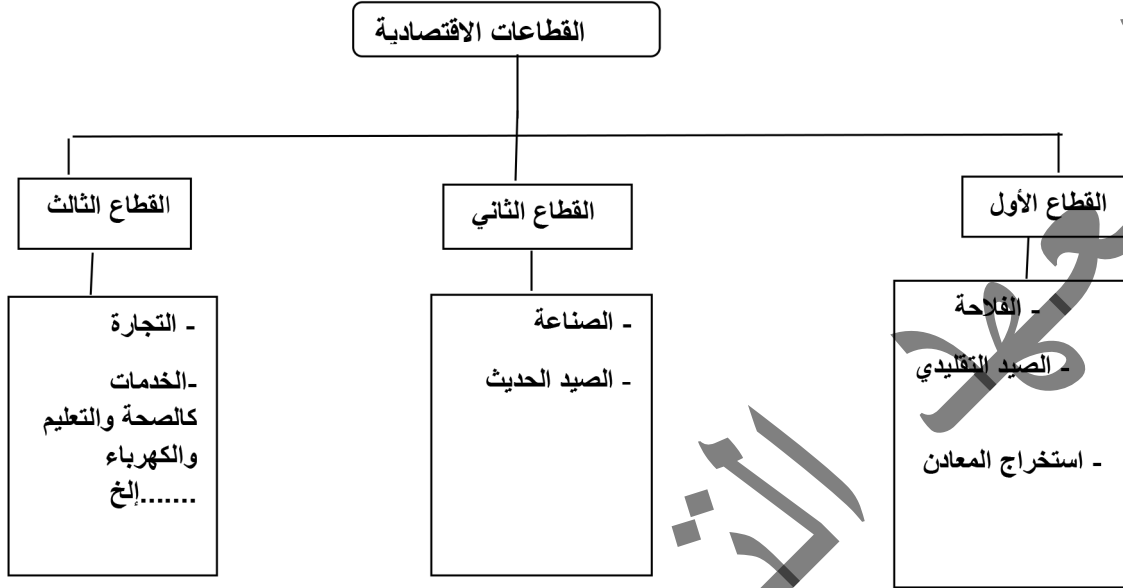 القطاعات الاقتصادية
القطاع الأول
القطاع الثاني
القطاع الثالث
- الفلاحة
- الصيد التقليدي
- استخراج المعادن
- الصناعة
- الصيد الحديث
- التجارة
-الخدمات
كالصحة والتعليم
والكهرباء
.......إلخ